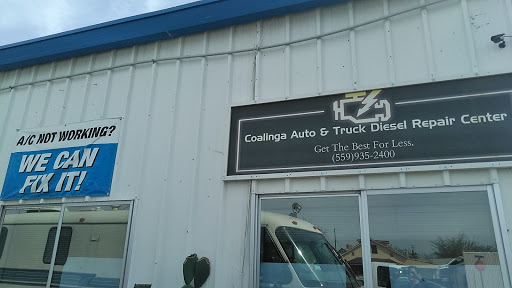 A/C NOT WORKING?
WE CAN
FIX IT!
Coalinga Auto & Truck Diesel Repair Center
Get The Best For Less.
(559)935-2400